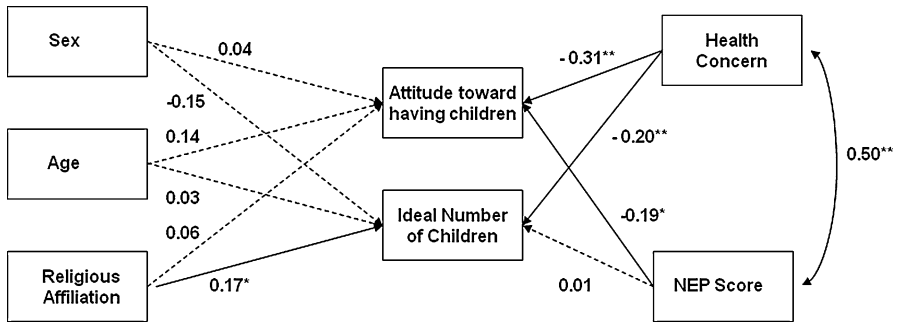 Sex
0.04
Health
Concern
- 0.31**
Attitude toward
having children
-0.15
0.14
- 0.20**
Age
0.50**
0.03
Ideal Number
of Children
-0.19*
0.06
Religious
Affiliation
0.17*
0.01
NEP Score